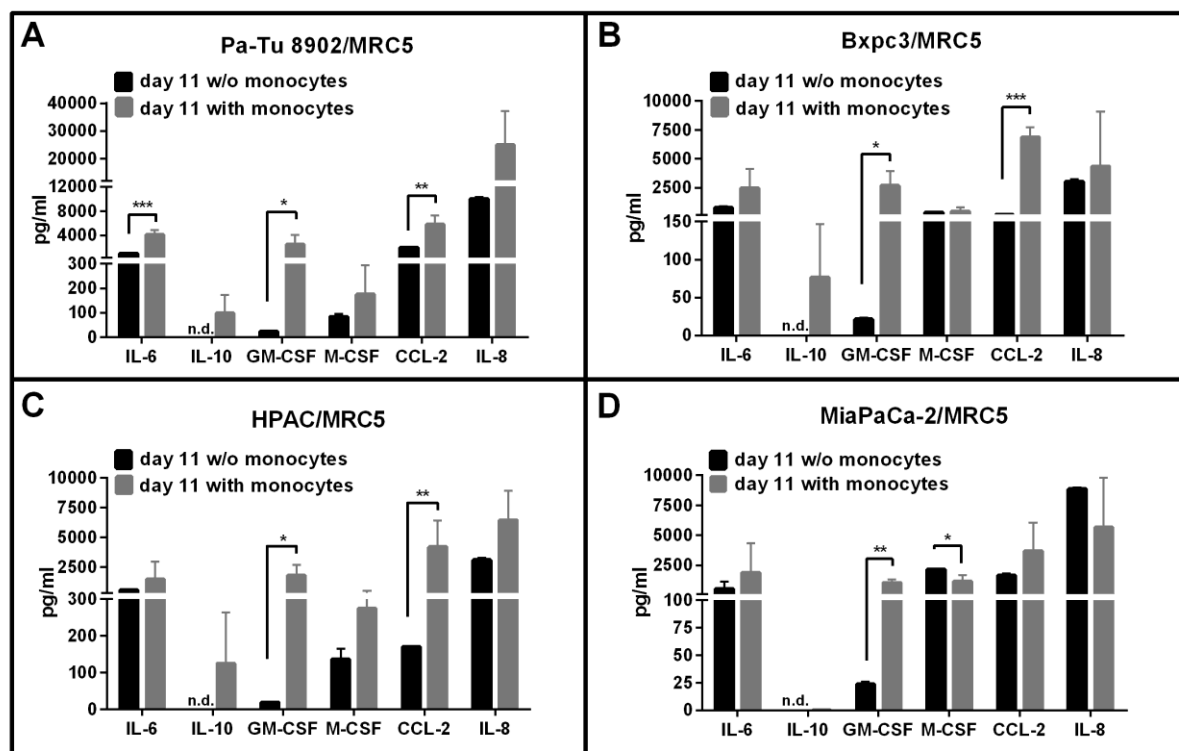 A
Pa-Tu 8902/MRC5
day 11 w/o monocytes
day 11 with monocytes
pg/ml
40000
30000
20000
12000
8000
4000
300
200
100
0
***
*
**
n.d.
IL-6 IL-10 GM-CSF M-CSF CCL-2 IL-8
B
Bxpc3/MRC5
day 11 w/o monocytes
day 11 with monocytes
pg/ml
10000
7500
5000
2500
150
100
50
0
*
***
n.d.
IL-6 IL-10 GM-CSF M-CSF CCL-2 IL-8
C
HPAC/MRC5
day 11 w/o monocytes
day 11 with monocytes
pg/ml
10000
7500
5000
2500
300
200
100
0
*
**
n.d.
IL-6 IL-10 GM-CSF M-CSF CCL-2 IL-8
D
MiaPaCa-2/MRC5
day 11 w/o monocytes
day 11 with monocytes
pg/ml
10000
7500
5000
2500
100
75
50
25
0
**
*
n.d.
IL-6 IL-10 GM-CSF M-CSF CCL-2 IL-8